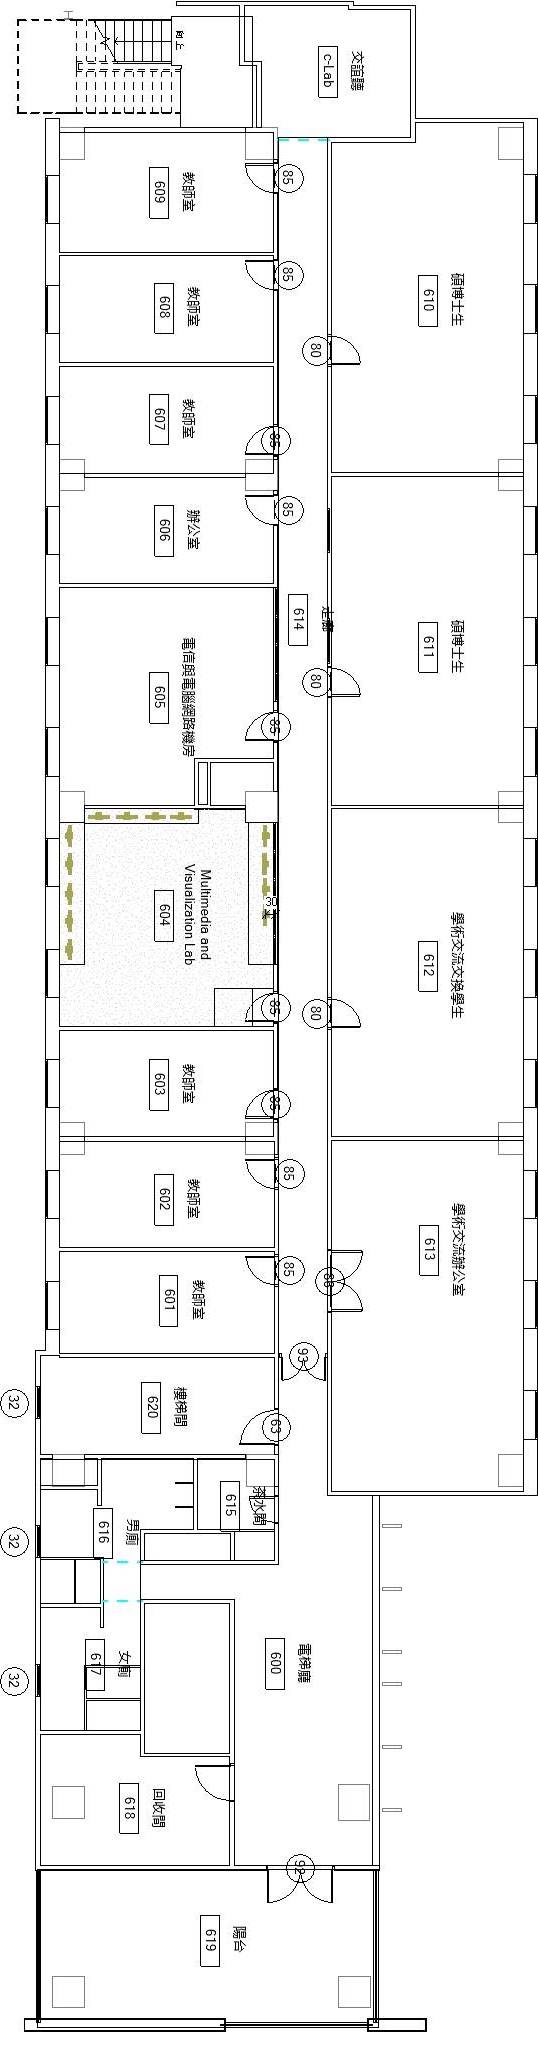 向上
交誼聽
c-Lab
教師室
609
85
碩博士生
610
教師室
608
85
80
教師室
607
85
辦公室
606
85
走廊
614
碩博士生
611
80
電信與電腦網路機房
605
85
Multimedia and
Visualization Lab
604
30
85
學術交流交換學生
612
80
教師室
603
85
教師室
602
85
學術交流辦公室
613
88
教師室
601
85
93
樓梯間
620
63
32
茶水間
615
男廁
616
32
女廁
617
32
電梯廳
600
回收間
618
92
陽台
619